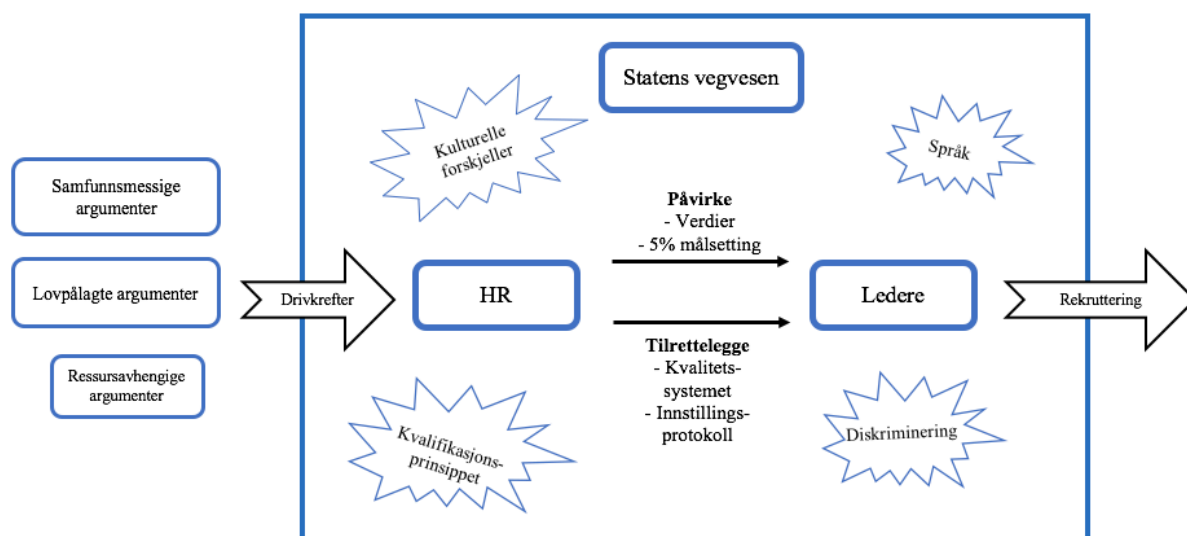 Statens vegvesen
Kulturelle
forskjeller
Språk
Samfunnsmessige
argumenter
Lovpålagte argumenter
Ressursavhengige
argumenter
Drivkrefter
HR
Påvirke
- Verdier
- 5% målsetting
Tilrettelegge
- Kvalitets-
systemet
- Innstillings-
protokoll
Ledere
Rekruttering
Kvalifikasjons-
prinsippet
Diskriminering